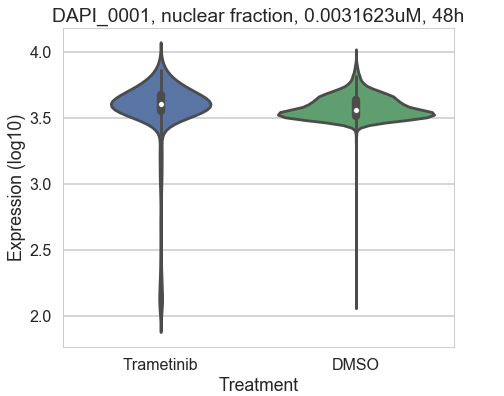 DAPI_0001, nuclear fraction, 0.0031623uM, 48h
Expression (log10)
4.0
3.5
3.0
2.5
2.0
Trametinib DMSO
Treatment